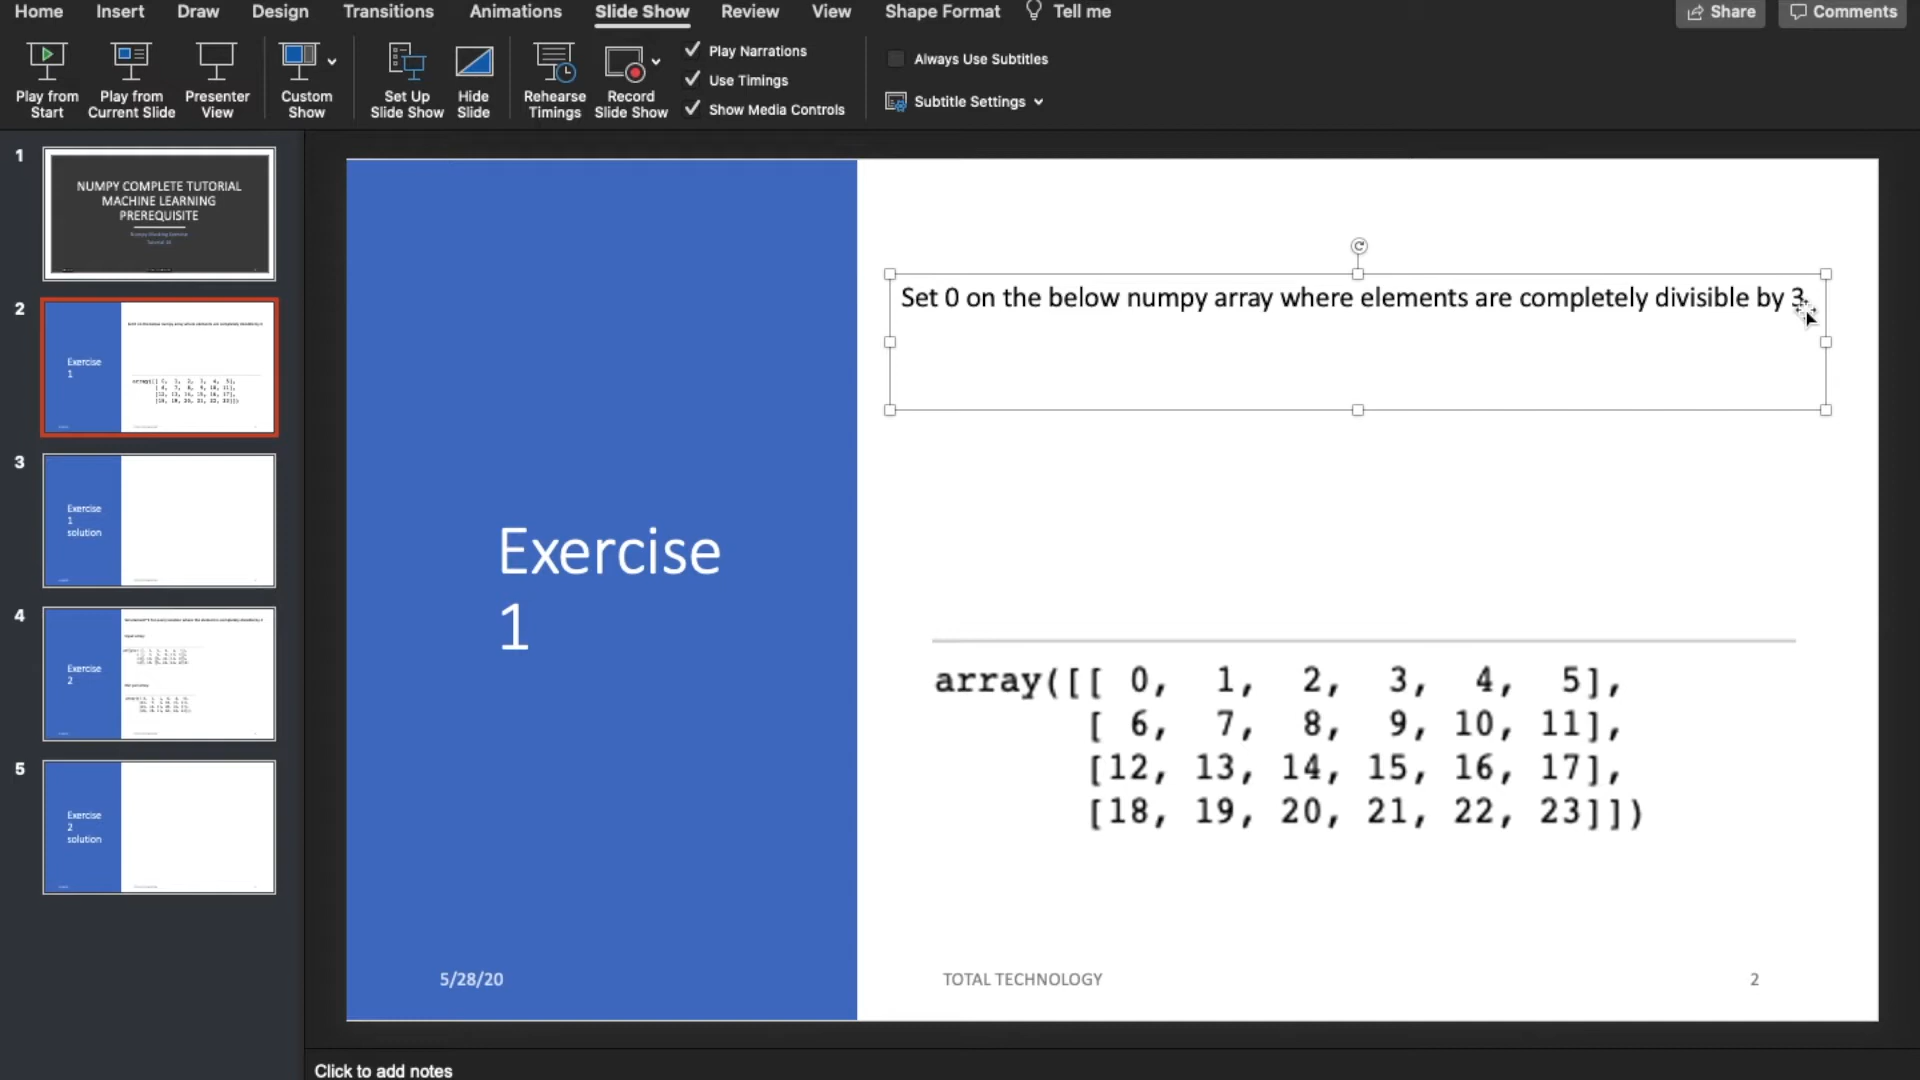 Home Insert Draw Design Transitions Animations Slide Show Review View Shape Format Tell me Share Comments
Play from Start
Play from Current Slide
Presenter View
Custom Show
Set Up Slide Show
Hide Slide
Rehearse Timings
Record Slide Show
Play Narrations
Use Timings
Show Media Controls
Always Use Subtitles
Subtitle Settings
1
NUMPY COMPLETE TUTORIAL
MACHINE LEARNING
PREREQUISITE
2
Exercise
1
3
Exercise
1
solution
4
Exercise
2
5
Exercise
2
solution
Set 0 on the below numpy array where elements are completely divisible by 3.
Exercise
1
array([[ 0, 1, 2, 3, 4, 5],
[ 6, 7, 8, 9, 10, 11],
[12, 13, 14, 15, 16, 17],
[18, 19, 20, 21, 22, 23]])
5/28/20
TOTAL TECHNOLOGY
2
Click to add notes